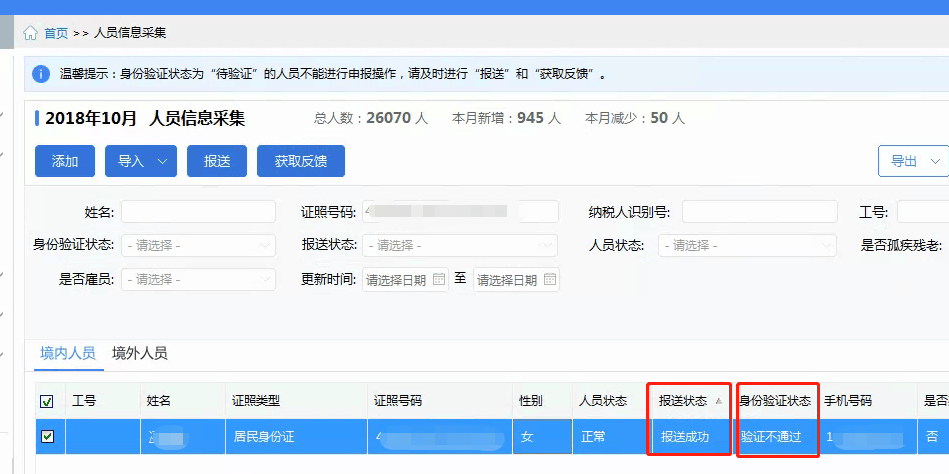 首页 >> 人员信息采集
温馨提示：身份验证状态为“待验证”的人员不能进行申报操作，请及时进行“报送”和“获取反馈”。
2018年10月 人员信息采集 总人数：26070 人 本月新增：945 人 本月减少：50 人
添加 导入 报送 获取反馈 导出
姓名: 证照号码: 4 纳税人识别号: 工号:
身份验证状态: - 请选择 - 报送状态: - 请选择 - 人员状态: - 请选择 - 是否孤疾残老:
是否雇员: - 请选择 - 更新时间: 请选择日期 至 请选择日期
境内人员 境外人员
工号 姓名 证照类型 证照号码 性别 人员状态 报送状态 身份验证状态 手机号码 是否
居民身份证 4 女 正常 报送成功 验证不通过 1 否